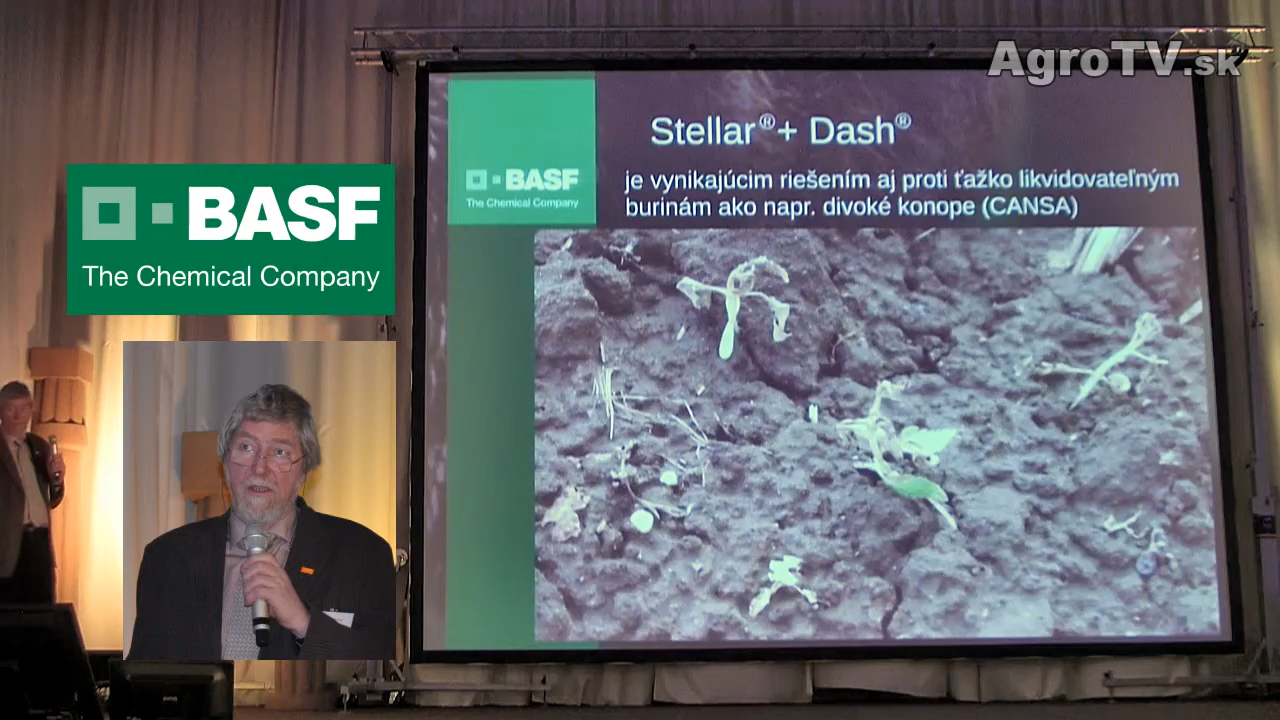 AgroTV.sk
BASF
The Chemical Company
BASF
The Chemical Company
Stellar®+ Dash®
je vynikajúcim riešením aj proti ťažko likvidovateľným
burinám ako napr. divoké konope (CANSA)